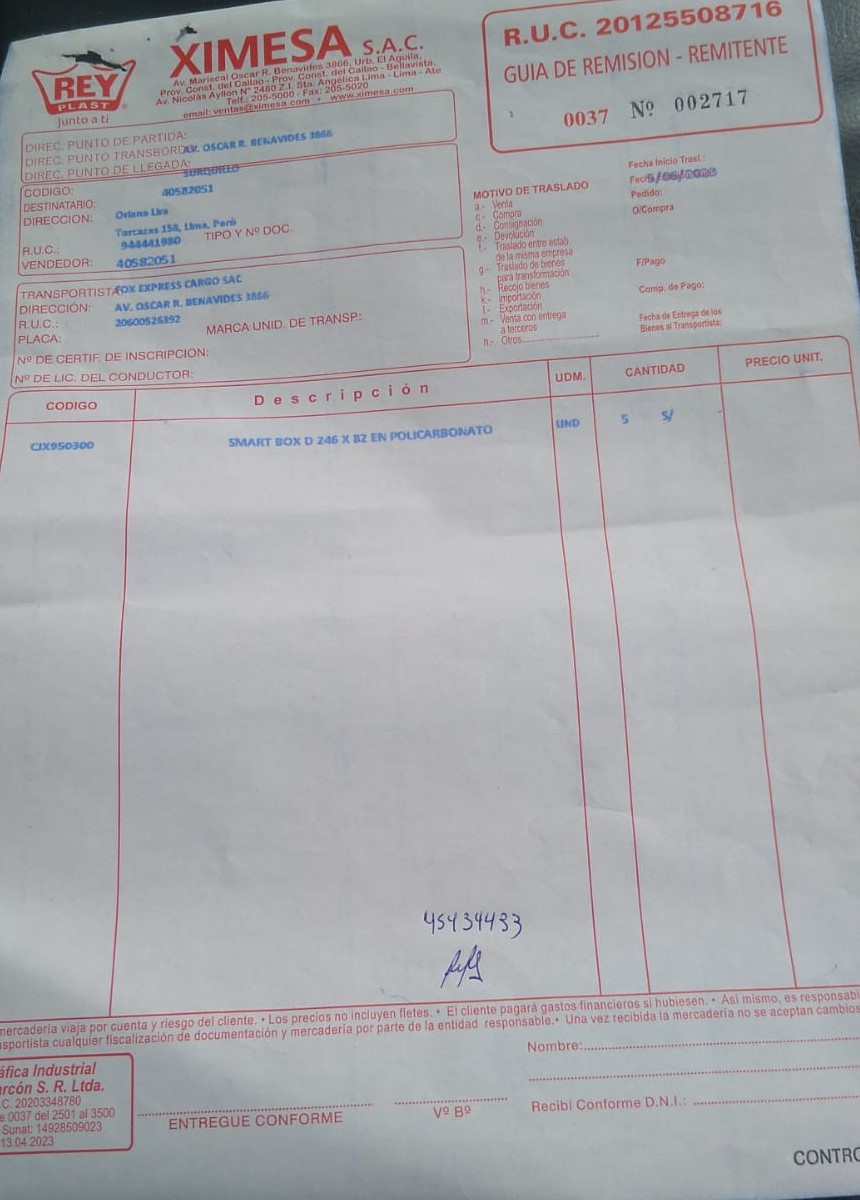 REY
PLAST
junto a ti
XIMESA S.A.C.
Av. Mariscal Oscar R. Benavides 3866, Urb. El Aguila,
Prov. Const. del Callao - Prov. Const. del Callao - Bellavista.
Av. Nicolás Ayllón Nº 2480 Z.I. Sta. Angélica Lima - Lima - Ate
Telf.: 205-5000 - Fax: 205-5020
email: ventas@ximesa.com • www.ximesa.com
R.U.C. 20125508716
GUIA DE REMISION - REMITENTE
0037 Nº 002717
DIREC. PUNTO DE PARTIDA:
DIREC. PUNTO TRANSBORD AV. OSCAR R. BENAVIDES 3866
DIREC. PUNTO DE LLEGADA: SURQUILLO
CODIGO: 40582051
DESTINATARIO: Oriana Lira
DIRECCION: Turcazas 158, Lima, Perú
R.U.C.: 944441980 TIPO Y Nº DOC.
VENDEDOR: 40582051
MOTIVO DE TRASLADO
a.- Venta
c.- Compra
d.- Consignación
e.- Devolución
f.- Traslado entre estab.
de la misma empresa
g.- Traslado de bienes
para transformación
h.- Recojo bienes
k.- Importación
l.- Exportación
m.- Venta con entrega
a terceros
n.- Otros
Fecha Inicio Trasl.:
Pedido:
O/Compra
F/Pago
Comp. de Pago:
Fecha de Entrega de los
Bienes al Transportista:
TRANSPORTISTA FOX EXPRESS CARGO SAC
DIRECCIÓN: AV. OSCAR R. BENAVIDES 3866
R.U.C.: 20600526392
PLACA: MARCA UNID. DE TRANSP.:
Nº DE CERTIF. DE INSCRIPCION:
Nº DE LIC. DEL CONDUCTOR:
CODIGO Descripción UDM. CANTIDAD PRECIO UNIT.
CJX950300 SMART BOX D 246 X 82 EN POLICARBONATO UND 5 S/ -
45434433
mercadería viaja por cuenta y riesgo del cliente. • Los precios no incluyen fletes. • El cliente pagará gastos financieros si hubiesen. • Así mismo, es responsabi
sportista cualquier fiscalización de documentación y mercadería por parte de la entidad responsable. • Una vez recibida la mercadería no se aceptan cambios
áfica Industrial
arcón S. R. Ltda.
C. 20203348760
e 0037 del 2501 al 3500
Sunat: 14928509023
13.04.2023
ENTREGUE CONFORME
Vº Bº
Nombre:
Recibí Conforme D.N.I.:
CONTRO